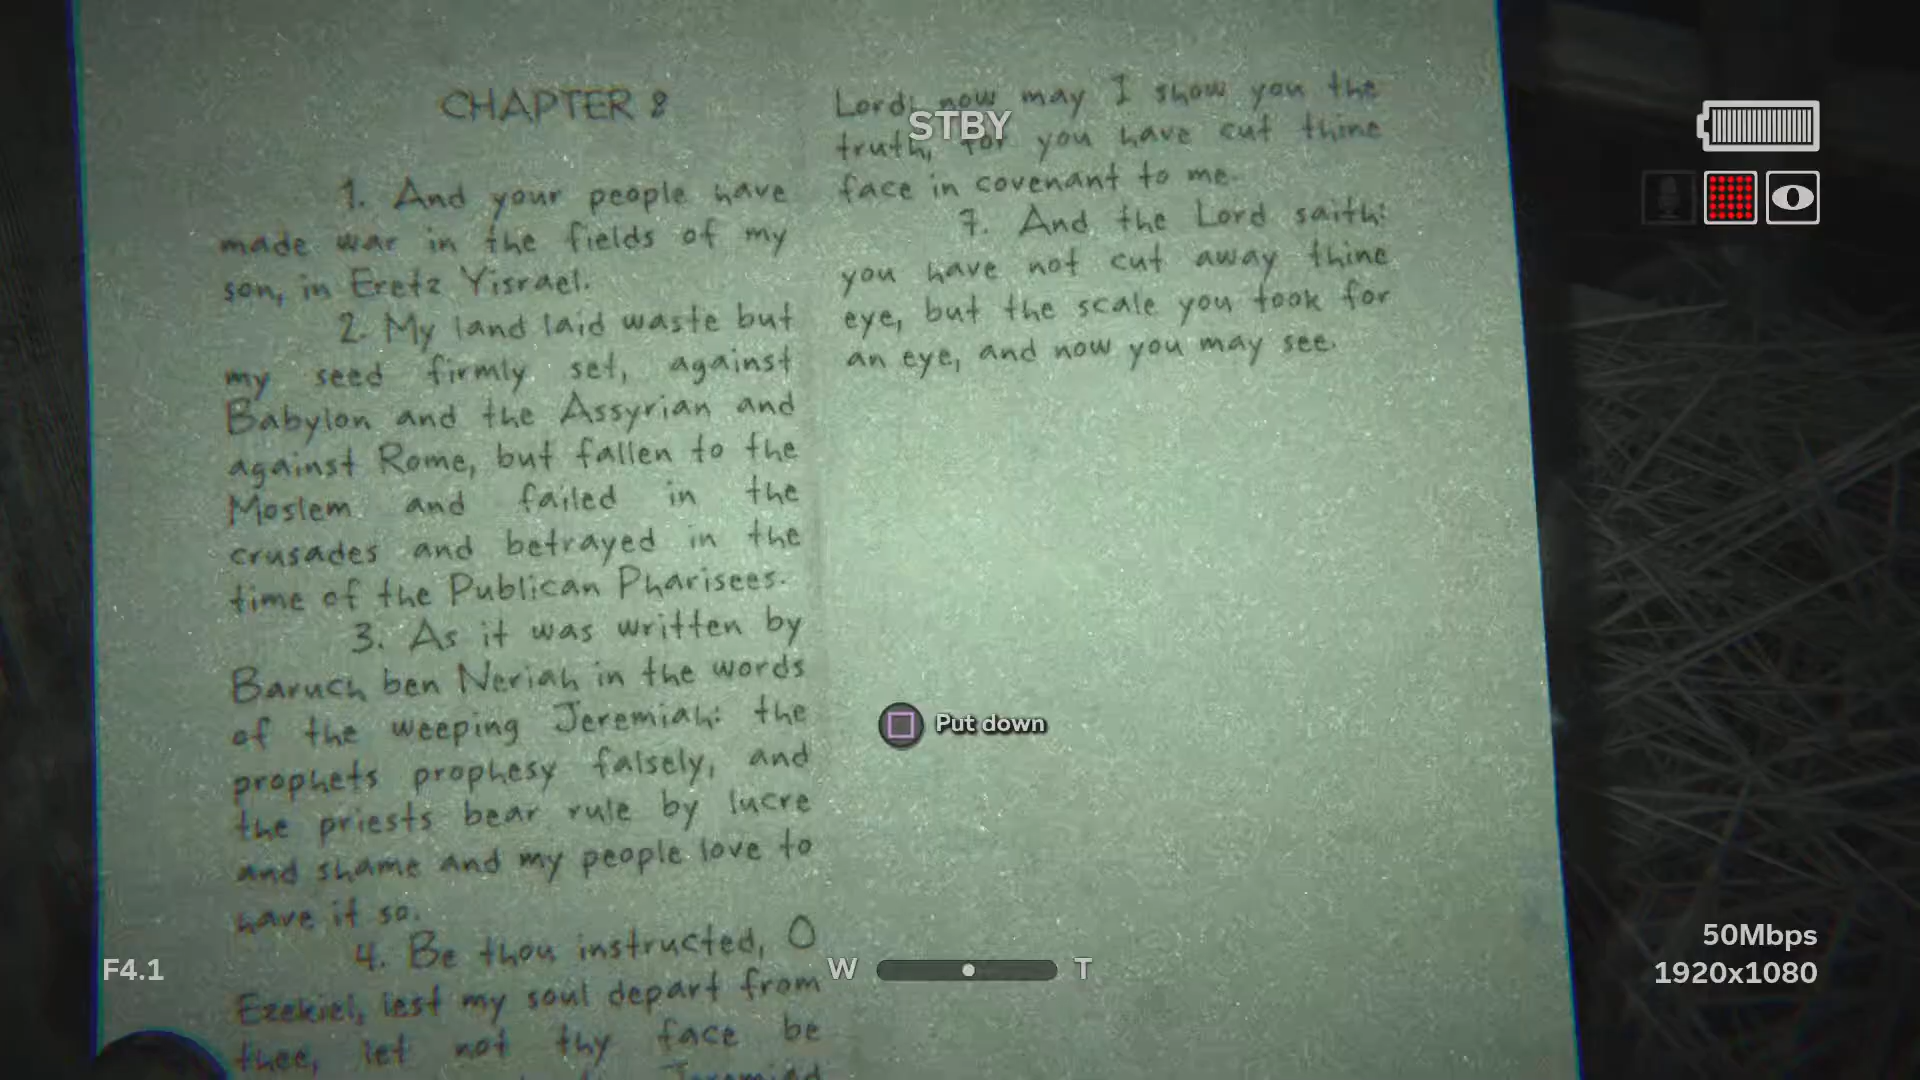 CHAPTER 8
1. And your people have
made war in the fields of my
son, in Eretz Yisrael.
2. My land laid waste but
my seed firmly set, against
Babylon and the Assyrian and
against Rome, but fallen to the
Moslem and failed in the
crusades and betrayed in the
time of the Publican Pharisees.
3. As it was written by
Baruch ben Neriah in the words
of the weeping Jeremiah: the
prophets prophesy falsely, and
the priests bear rule by lucre
and shame and my people love to
have it so.
4. Be thou instructed, O
Ezekiel, lest my soul depart from
thee, let not thy face be
Lord: now may I show you the
truth, for you have cut thine
face in covenant to me.
7. And the Lord saith:
you have not cut away thine
eye, but the scale you took for
an eye, and now you may see.
STBY
Put down
F4.1
W T
50Mbps
1920x1080